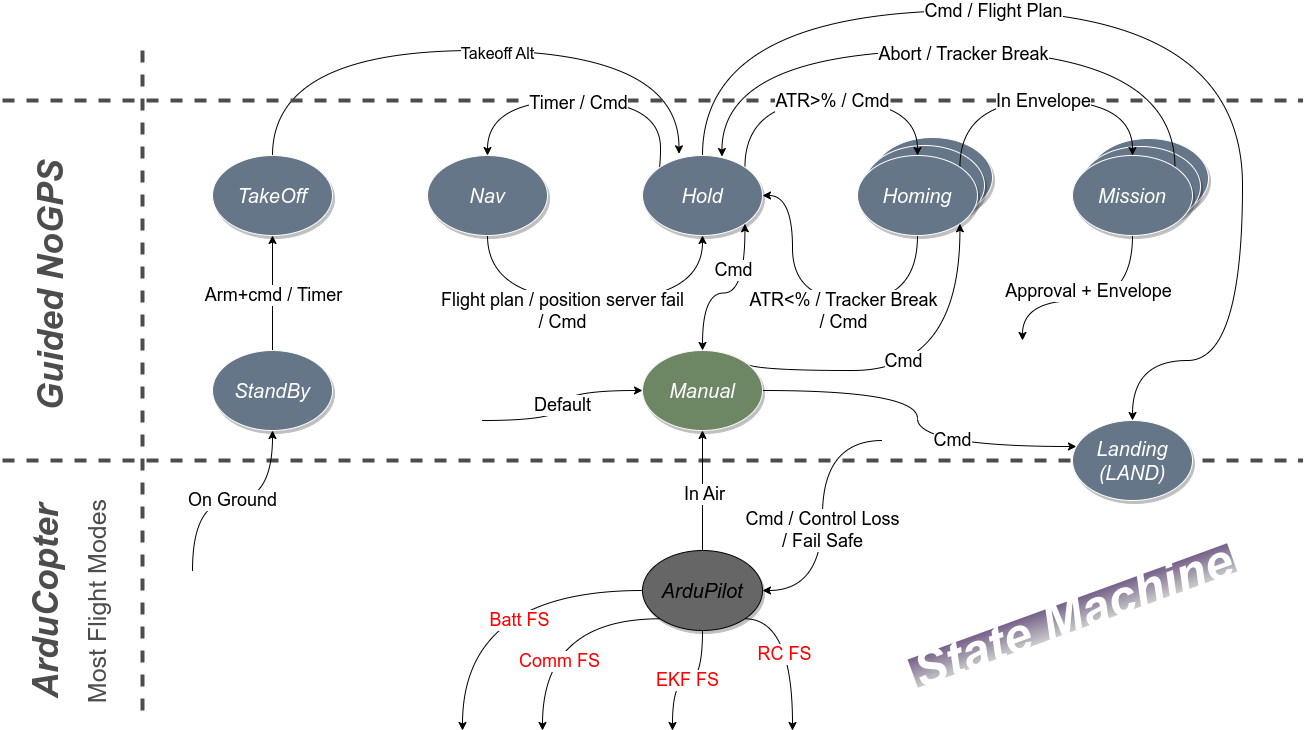 Cmd / Flight Plan
Takeoff Alt
Abort / Tracker Break
Timer / Cmd
ATR>% / Cmd
In Envelope
Guided NoGPS
TakeOff
Nav
Hold
Homing
Mission
Cmd
Arm+cmd / Timer
Flight plan / position server fail
/ Cmd
ATR<% / Tracker Break
/ Cmd
Approval + Envelope
Cmd
StandBy
Default
Manual
Cmd
Landing
(LAND)
ArduCopter
Most Flight Modes
On Ground
In Air
Cmd / Control Loss
/ Fail Safe
ArduPilot
Batt FS
Comm FS
EKF FS
RC FS
State Machine